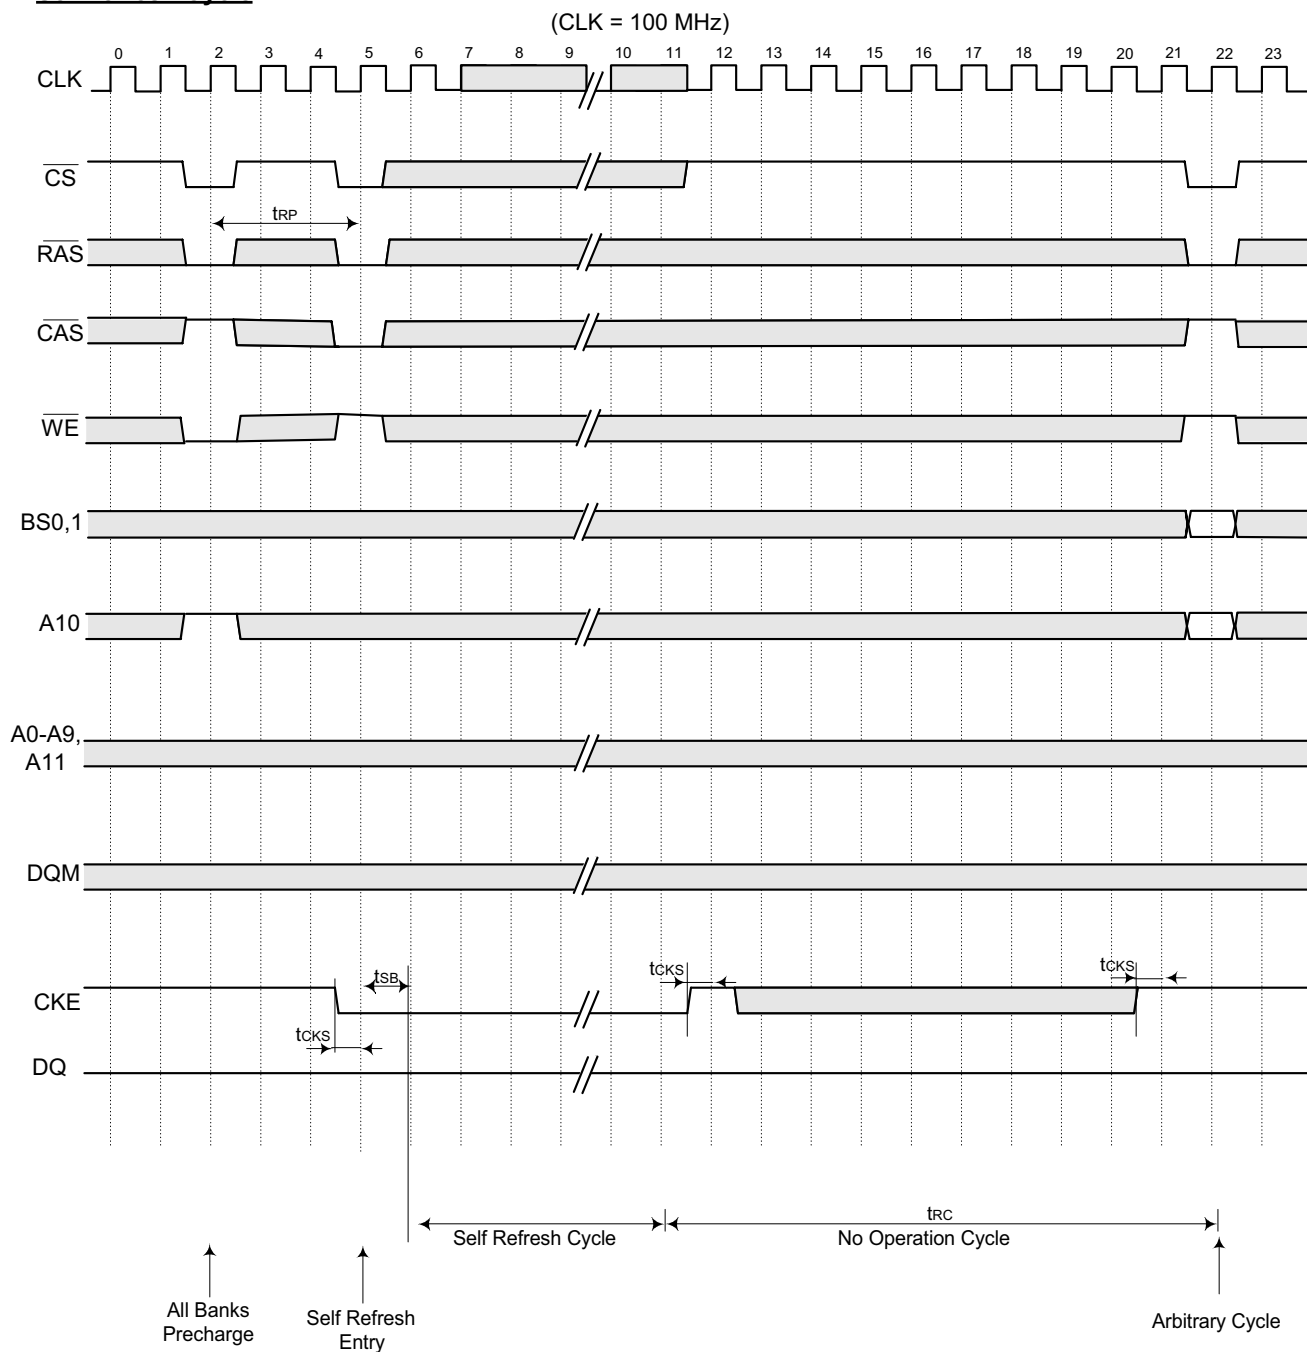 (CLK = 100 MHz)
0 1 2 3 4 5 6 7 8 9 10 11 12 13 14 15 16 17 18 19 20 21 22 23
CLK
CS
tRP
RAS
CAS
WE
BS0,1
A10
A0-A9,
A11
DQM
tSB
tCKS
tCKS
CKE
tCKS
DQ
tRC
Self Refresh Cycle
No Operation Cycle
All Banks
Precharge
Self Refresh
Entry
Arbitrary Cycle